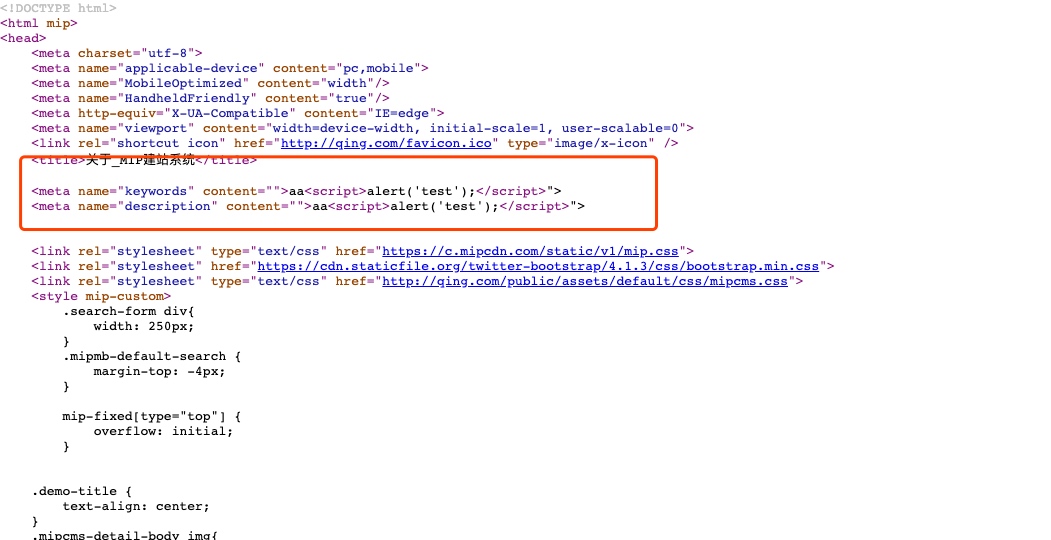 <!DOCTYPE html>
<html mip>
<head>
    <meta charset="utf-8">
    <meta name="applicable-device" content="pc,mobile">
    <meta name="MobileOptimized" content="width"/>
    <meta name="HandheldFriendly" content="true"/>
    <meta http-equiv="X-UA-Compatible" content="IE=edge">
    <meta name="viewport" content="width=device-width, initial-scale=1, user-scalable=0">
    <link rel="shortcut icon" href="http://qing.com/favicon.ico" type="image/x-icon" />
    <title>关于_MIP建站系统</title>
    <meta name="keywords" content="">aa<script>alert('test');</script>">
    <meta name="description" content="">aa<script>alert('test');</script>">
    <link rel="stylesheet" type="text/css" href="https://c.mipcdn.com/static/v1/mip.css">
    <link rel="stylesheet" href="https://cdn.staticfile.org/twitter-bootstrap/4.1.3/css/bootstrap.min.css">
    <link rel="stylesheet" type="text/css" href="http://qing.com/public/assets/default/css/mipcms.css">
    <style mip-custom>
        .search-form div{
            width: 250px;
        }
        .mipmb-default-search {
            margin-top: -4px;
        }
        mip-fixed[type="top"] {
            overflow: initial;
        }
    .demo-title {
        text-align: center;
    }
    .mipcms-detail-body img{